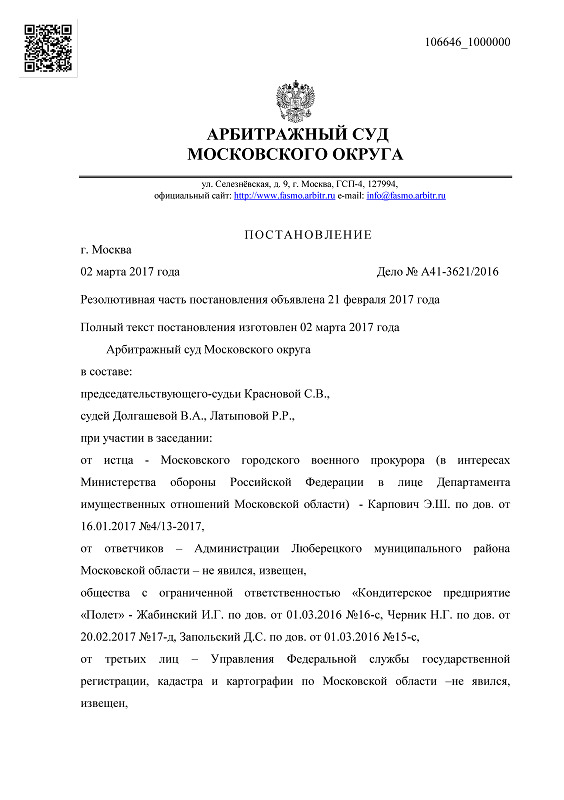 106646_1000000
АРБИТРАЖНЫЙ СУД
МОСКОВСКОГО ОКРУГА
ул. Селезнёвская, д. 9, г. Москва, ГСП-4, 127994,
официальный сайт: http://www.fasmo.arbitr.ru e-mail: info@fasmo.arbitr.ru
ПОСТАНОВЛЕНИЕ
г. Москва
02 марта 2017 года Дело № А41-3621/2016
Резолютивная часть постановления объявлена 21 февраля 2017 года
Полный текст постановления изготовлен 02 марта 2017 года
Арбитражный суд Московского округа
в составе:
председательствующего-судьи Красновой С.В.,
судей Долгашевой В.А., Латыповой Р.Р.,
при участии в заседании:
от истца - Московского городского военного прокурора (в интересах
Министерства обороны Российской Федерации в лице Департамента
имущественных отношений Московской области) - Карпович Э.Ш. по дов. от
16.01.2017 №4/13-2017,
от ответчиков – Администрации Люберецкого муниципального района
Московской области – не явился, извещен,
общества с ограниченной ответственностью «Кондитерское предприятие
«Полет» - Жабинский И.Г. по дов. от 01.03.2016 №16-с, Черник Н.Г. по дов. от
20.02.2017 №17-д, Запольский Д.С. по дов. от 01.03.2016 №15-с,
от третьих лиц – Управления Федеральной службы государственной
регистрации, кадастра и картографии по Московской области –не явился,
извещен,